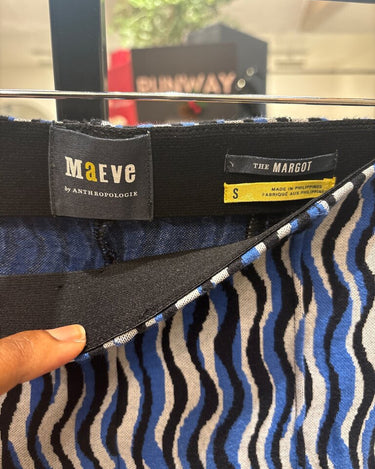 RUNWAY
MaEVe
by ANTHROPOLOGIE
THE MARGOT
S
MADE IN PHILIPPINES
FABRIQUÉ AUX PHILIPPINES